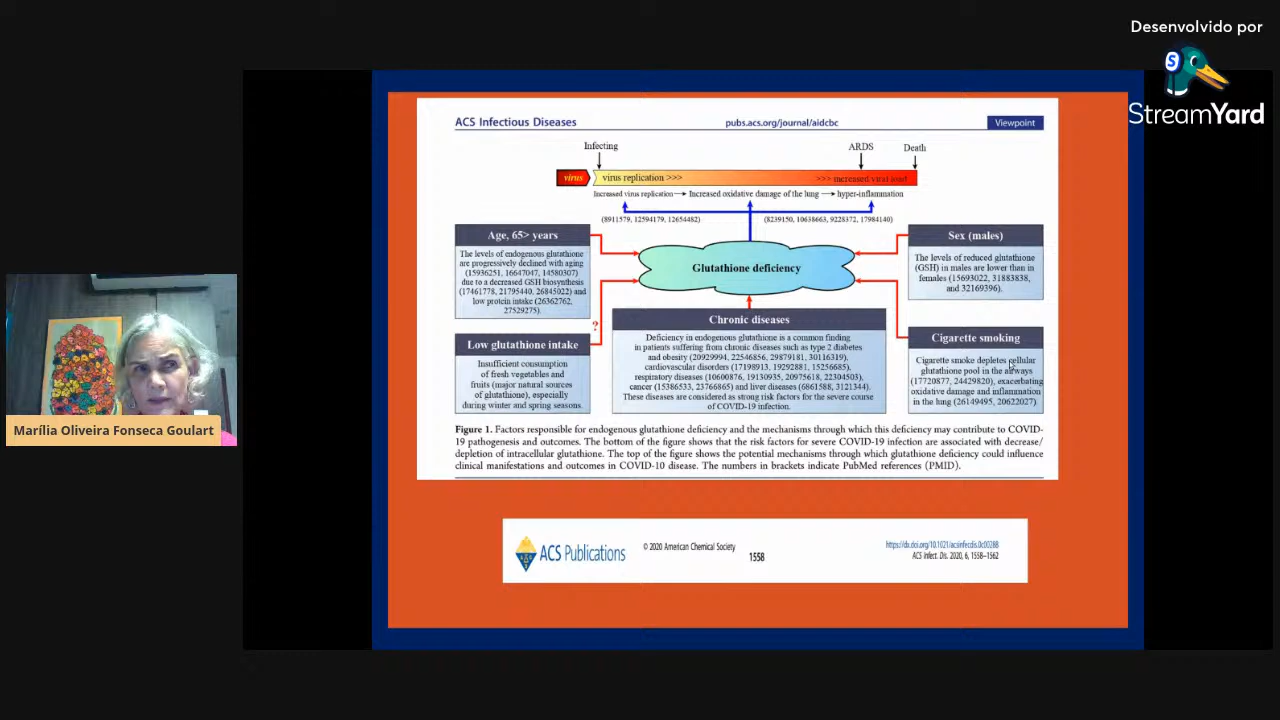 Desenvolvido por
S
StreamYard
ACS Infectious Diseases
pubs.acs.org/journal/aidcbc
Viewpoint
Infecting
ARDS
Death
virus
virus replication >>>
>>> increased viral load
Increased virus replication → Increased oxidative damage of the lung → hyper-inflammation
(8911579, 12594179, 12654482)
(8239150, 10638663, 9228372, 17984140)
Age, 65> years
The levels of endogenous glutathione
are progressively declined with aging
(15936251, 16647047, 14580307)
due to a decreased GSH biosynthesis
(17461778, 21795440, 26845022) and
low protein intake (26362762,
27529275).
Glutathione deficiency
Sex (males)
The levels of reduced glutathione
(GSH) in males are lower than in
females (15693022, 31883838,
and 32169396).
?
Low glutathione intake
Insufficient consumption
of fresh vegetables and
fruits (major natural sources
of glutathione), especially
during winter and spring seasons.
Chronic diseases
Deficiency in endogenous glutathione is a common finding
in patients suffering from chronic diseases such as type 2 diabetes
and obesity (20929994, 22546856, 29879181, 30116319),
cardiovascular disorders (17198913, 19292881, 15256685),
respiratory diseases (10600876, 19130935, 20975618, 22304503),
cancer (15386533, 23766865) and liver diseases (6861588, 3121344).
These diseases are considered as strong risk factors for the severe course
of COVID-19 infection.
Cigarette smoking
Cigarette smoke depletes cellular
glutathione pool in the airways
(17720877, 24429820), exacerbating
oxidative damage and inflammation
in the lung (26149495, 20622027).
Figure 1. Factors responsible for endogenous glutathione deficiency and the mechanisms through which this deficiency may contribute to COVID-
19 pathogenesis and outcomes. The bottom of the figure shows that the risk factors for severe COVID-19 infection are associated with decrease/
depletion of intracellular glutathione. The top of the figure shows the potential mechanisms through which glutathione deficiency could influence
clinical manifestations and outcomes in COVID-10 disease. The numbers in brackets indicate PubMed references (PMID).
Marília Oliveira Fonseca Goulart
ACS Publications
© 2020 American Chemical Society
1558
https://dx.doi.org/10.1021/acsinfecdis.0c00288
ACS Infect. Dis. 2020, 6, 1558−1562